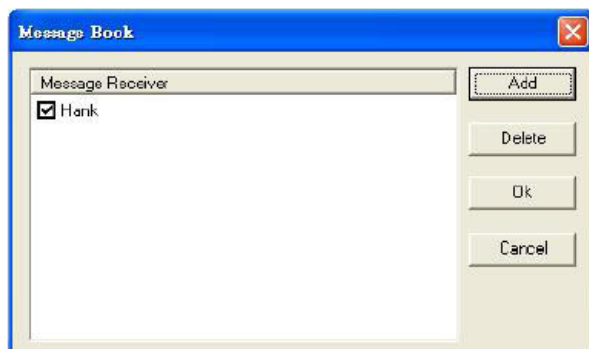 Message Book
Message Receiver
Hank
Add
Delete
Ok
Cancel